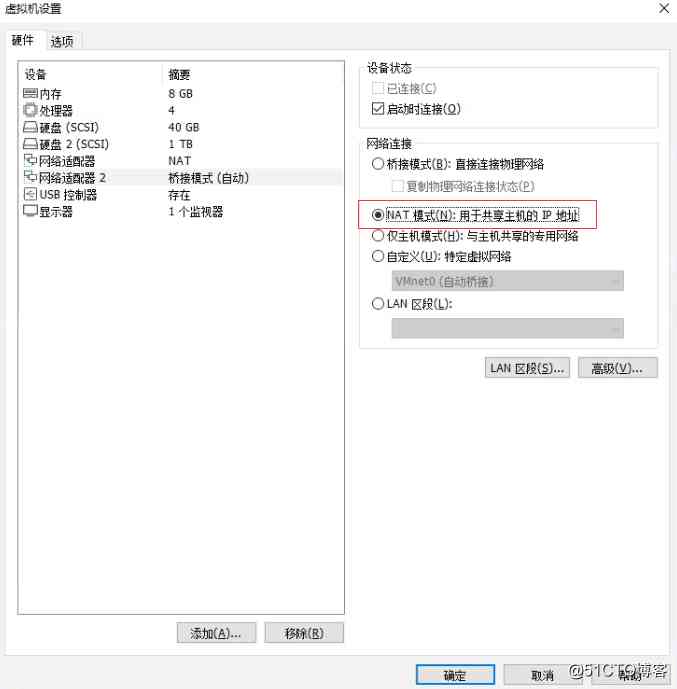 虚拟机设置
硬件 选项
设备 摘要
内存 8 GB
处理器 4
硬盘 (SCSI) 40 GB
硬盘 2 (SCSI) 1 TB
网络适配器 NAT
网络适配器 2 桥接模式 (自动)
USB 控制器 存在
显示器 1 个监视器
添加(A)... 移除(R)
设备状态
已连接(C)
启动时连接(O)
网络连接
桥接模式(B): 直接连接物理网络
复制物理网络连接状态(P)
NAT 模式(N): 用于共享主机的 IP 地址
仅主机模式(H): 与主机共享的专用网络
自定义(U): 特定虚拟网络
VMnet0 (自动桥接)
LAN 区段(L):
LAN 区段(S)... 高级(V)...
确定 取消 帮助
@51CTO博客